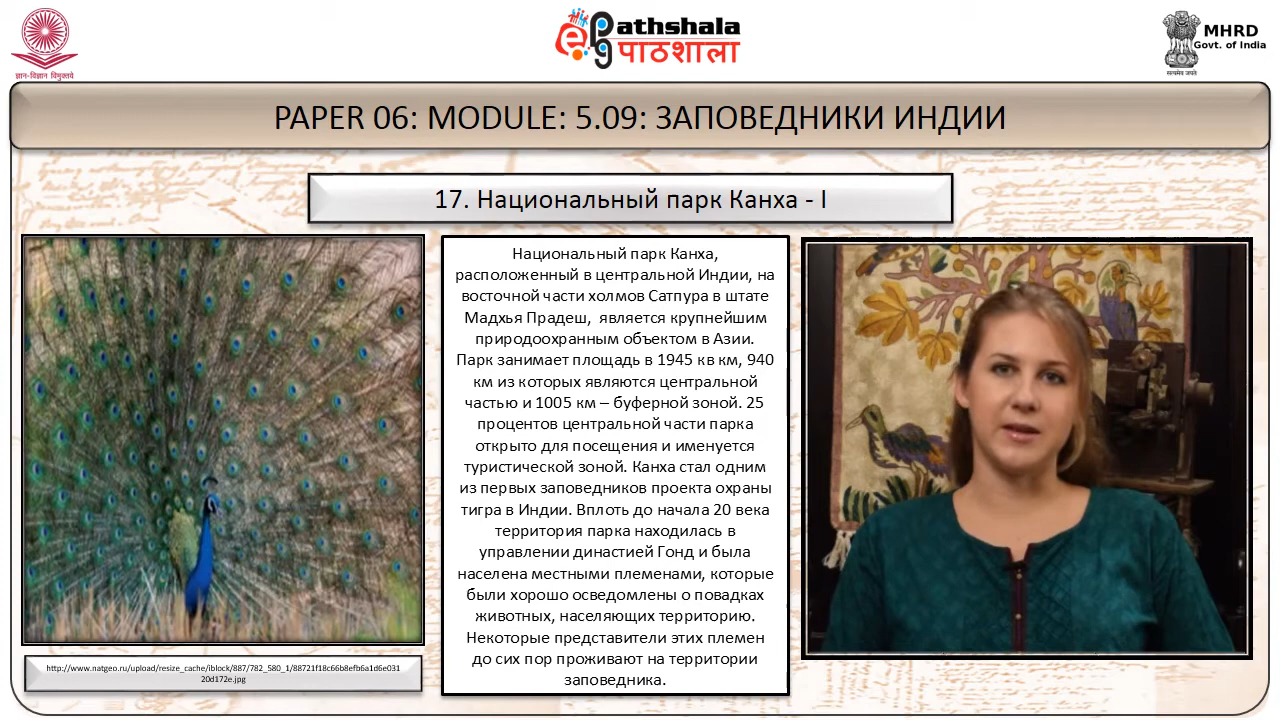 ज्ञान-विज्ञान विमुक्तये
ePg Pathshala
पाठशाला
MHRD
Govt. of India
सत्यमेव जयते
PAPER 06: MODULE: 5.09: ЗАПОВЕДНИКИ ИНДИИ
17. Национальный парк Канха - I
Национальный парк Канха,
расположенный в центральной Индии, на
восточной части холмов Сатпура в штате
Мадхья Прадеш,  является крупнейшим
природоохранным объектом в Азии.
Парк занимает площадь в 1945 кв км, 940
км из которых являются центральной
частью и 1005 км – буферной зоной. 25
процентов центральной части парка
открыто для посещения и именуется
туристической зоной. Канха стал одним
из первых заповедников проекта охраны
тигра в Индии. Вплоть до начала 20 века
территория парка находилась в
управлении династией Гонд и была
населена местными племенами, которые
были хорошо осведомлены о повадках
животных, населяющих территорию.
Некоторые представители этих племен
до сих пор проживают на территории
заповедника.
http://www.natgeo.ru/upload/resize_cache/iblock/887/782_580_1/88721f18c66b8efb6a1d6e031
20d172e.jpg